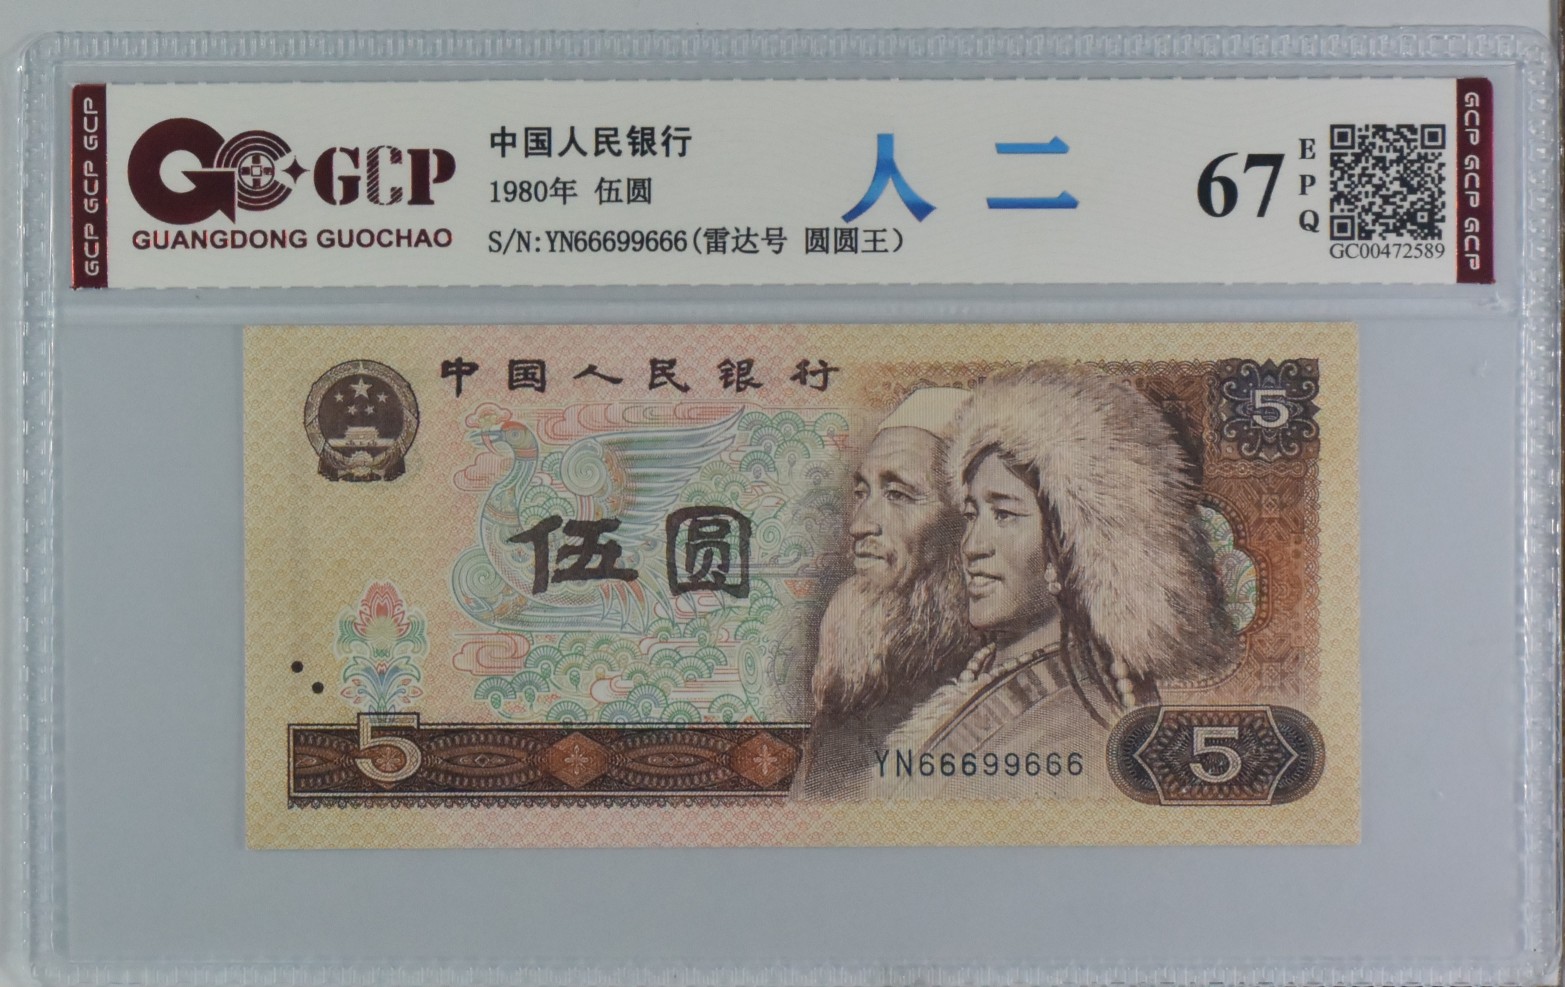 GCP GCP GCP
GCP
GUANGDONG GUOCHAO
中国人民银行
1980年 伍圆
S/N:YN66699666(雷达号 圆圆王)
人 二
67
EPQ
GC00472589
GCP GCP GCP
中国人民银行
5
伍圆
5
YN66699666
5